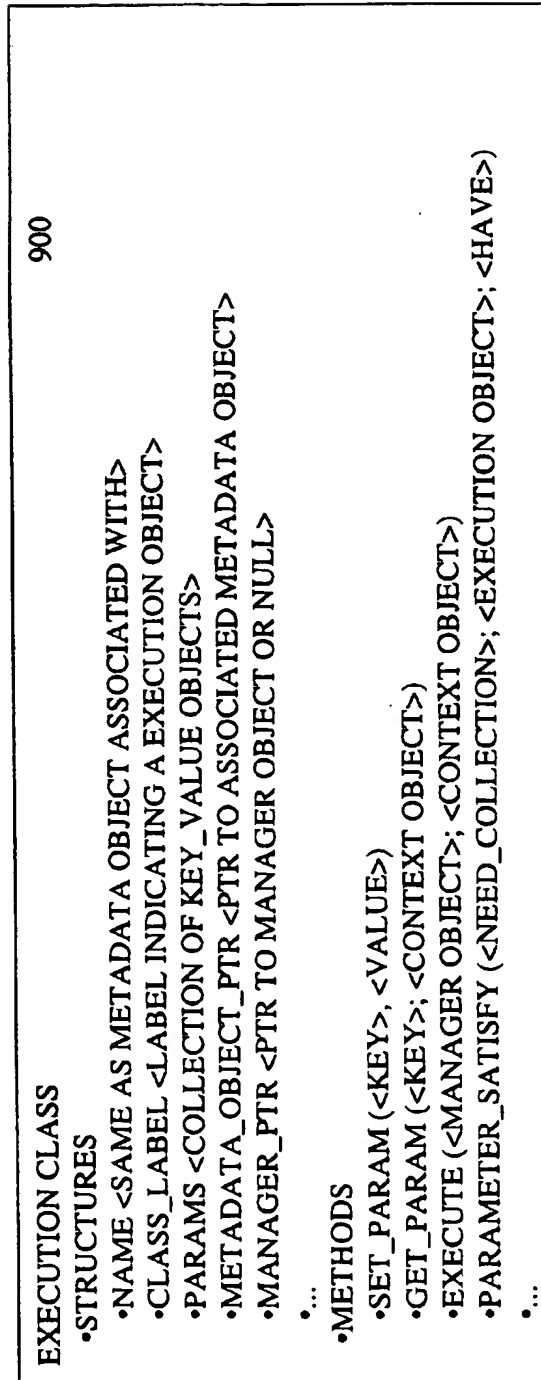 EXECUTION CLASS 900
•STRUCTURES
•NAME <SAME AS METADATA OBJECT ASSOCIATED WITH>
•CLASS_LABEL <LABEL INDICATING A EXECUTION OBJECT>
•PARAMS <COLLECTION OF KEY_VALUE OBJECTS>
•METADATA_OBJECT_PTR <PTR TO ASSOCIATED METADATA OBJECT>
•MANAGER_PTR <PTR TO MANAGER OBJECT OR NULL>
•...
•METHODS
•SET_PARAM (<KEY>, <VALUE>)
•GET_PARAM (<KEY>; <CONTEXT OBJECT>)
•EXECUTE (<MANAGER OBJECT>; <CONTEXT OBJECT>)
•PARAMETER_SATISFY (<NEED_COLLECTION>; <EXECUTION OBJECT>; <HAVE>)
•...